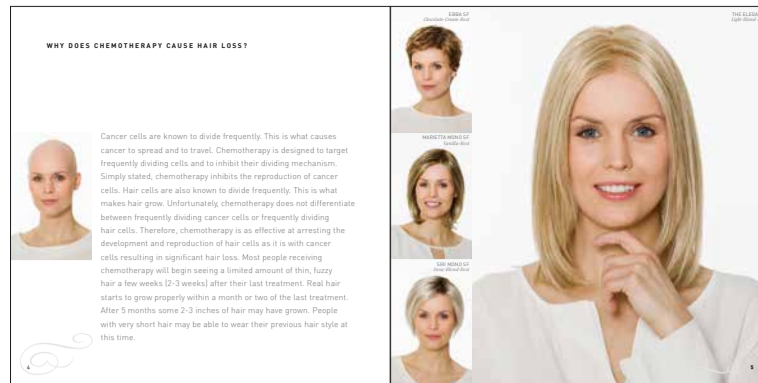 WHY DOES CHEMOTHERAPY CAUSE HAIR LOSS?
Cancer cells are known to divide frequently. This is what causes
cancer to spread and to travel. Chemotherapy is designed to target
frequently dividing cells and to inhibit their dividing mechanism.
Simply stated, chemotherapy inhibits the reproduction of cancer
cells. Hair cells are also known to divide frequently. This is what
makes hair grow. Unfortunately, chemotherapy does not differentiate
between frequently dividing cancer cells or frequently dividing
hair cells. Therefore, chemotherapy is as effective at arresting the
development and reproduction of hair cells as it is with cancer
cells resulting in significant hair loss. Most people receiving
chemotherapy will begin seeing a limited amount of thin, fuzzy
hair a few weeks (2-3 weeks) after their last treatment. Real hair
starts to grow properly within a month or two of the last treatment.
After 5 months some 2-3 inches of hair may have grown. People
with very short hair may be able to wear their previous hair style at
this time.
4
EBBA SF
MARIETTA MONO SF
Vanilla-Root
MONO SF
THE ELEGA
Light Blond
5